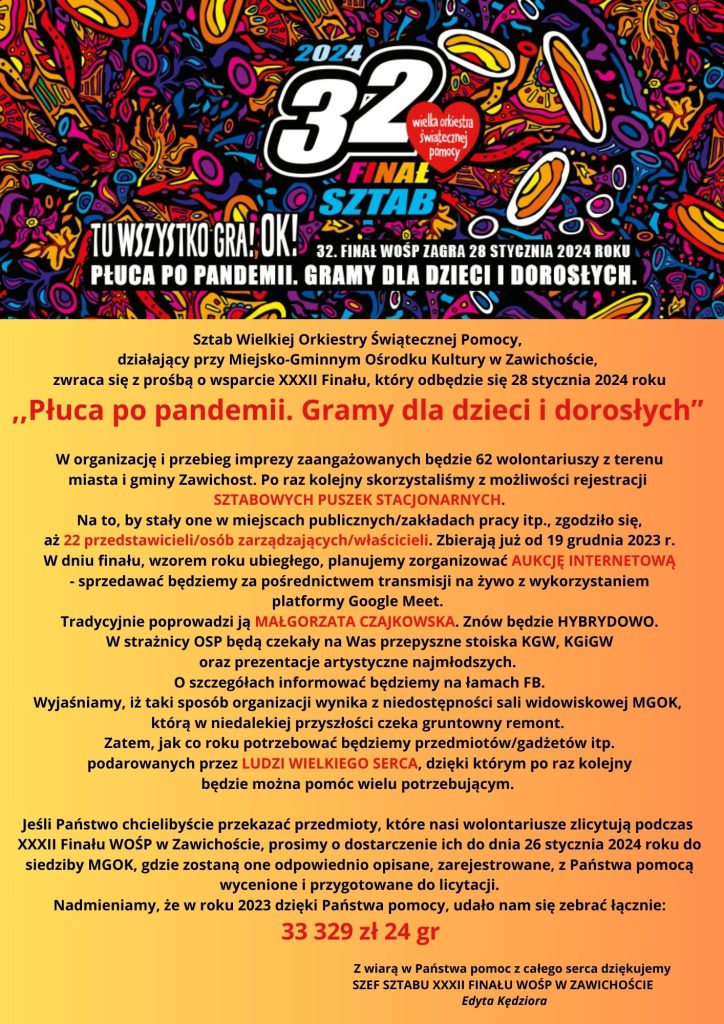 2024
32
wielka orkiestra
świątecznej
pomocy
FINAŁ
SZTAB
TU WSZYSTKO GRA! OK!
32. FINAŁ WOŚP ZAGRA 28 STYCZNIA 2024 ROKU
PŁUCA PO PANDEMII. GRAMY DLA DZIECI I DOROSŁYCH.
Sztab Wielkiej Orkiestry Świątecznej Pomocy,
działający przy Miejsko-Gminnym Ośrodku Kultury w Zawichoście,
zwraca się z prośbą o wsparcie XXXII Finału, który odbędzie się 28 stycznia 2024 roku
,,Płuca po pandemii. Gramy dla dzieci i dorosłych”
W organizację i przebieg imprezy zaangażowanych będzie 62 wolontariuszy z terenu
miasta i gminy Zawichost. Po raz kolejny skorzystaliśmy z możliwości rejestracji
SZTABOWYCH PUSZEK STACJONARNYCH.
Na to, by stały one w miejscach publicznych/zakładach pracy itp., zgodziło się,
aż 22 przedstawicieli/osób zarządzających/właścicieli. Zbierają już od 19 grudnia 2023 r.
W dniu finału, wzorem roku ubiegłego, planujemy zorganizować AUKCJĘ INTERNETOWĄ
- sprzedawać będziemy za pośrednictwem transmisji na żywo z wykorzystaniem
platformy Google Meet.
Tradycyjnie poprowadzi ją MAŁGORZATA CZAJKOWSKA. Znów będzie HYBRYDOWO.
W strażnicy OSP będą czekały na Was przepyszne stoiska KGW, KGiGW
oraz prezentacje artystyczne najmłodszych.
O szczegółach informować będziemy na łamach FB.
Wyjaśniamy, iż taki sposób organizacji wynika z niedostępności sali widowiskowej MGOK,
którą w niedalekiej przyszłości czeka gruntowny remont.
Zatem, jak co roku potrzebować będziemy przedmiotów/gadżetów itp.
podarowanych przez LUDZI WIELKIEGO SERCA, dzięki którym po raz kolejny
będzie można pomóc wielu potrzebującym.
Jeśli Państwo chcielibyście przekazać przedmioty, które nasi wolontariusze zlicytują podczas
XXXII Finału WOŚP w Zawichoście, prosimy o dostarczenie ich do dnia 26 stycznia 2024 roku do
siedziby MGOK, gdzie zostaną one odpowiednio opisane, zarejestrowane, z Państwa pomocą
wycenione i przygotowane do licytacji.
Nadmieniamy, że w roku 2023 dzięki Państwa pomocy, udało nam się zebrać łącznie:
33 329 zł 24 gr
Z wiarą w Państwa pomoc z całego serca dziękujemy
SZEF SZTABU XXXII FINAŁU WOŚP W ZAWICHOŚCIE
Edyta Kędziora